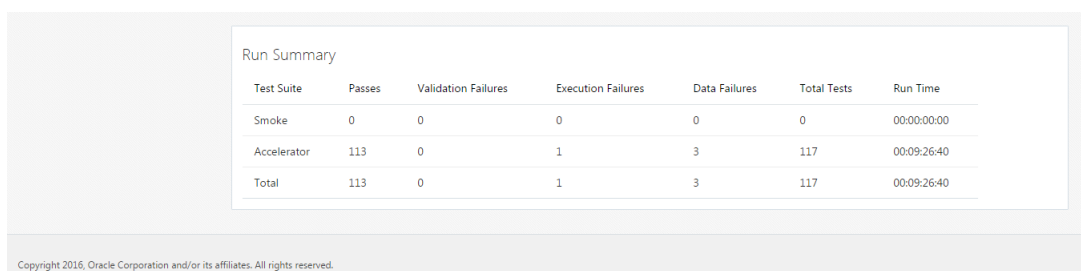 Run Summary
Test Suite Passes Validation Failures Execution Failures Data Failures Total Tests Run Time
Smoke 0 0 0 0 0 00:00:00:00
Accelerator 113 0 1 3 117 00:09:26:40
Total 113 0 1 3 117 00:09:26:40
Copyright 2016, Oracle Corporation and/or its affiliates. All rights reserved.